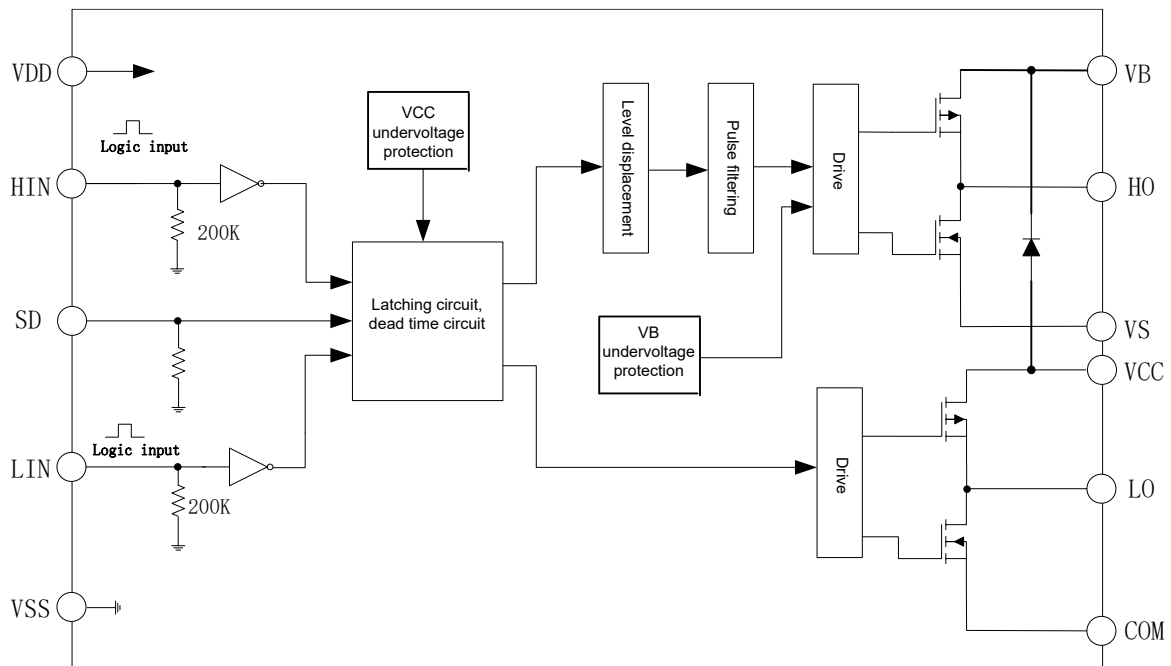 VDD
VB
Logic input
VCC
undervoltage
protection
Level displacement
Pulse filtering
Drive
HIN
HO
200K
Latching circuit,
dead time circuit
SD
VS
VB
undervoltage
protection
VCC
Logic input
LIN
200K
Drive
LO
VSS
COM